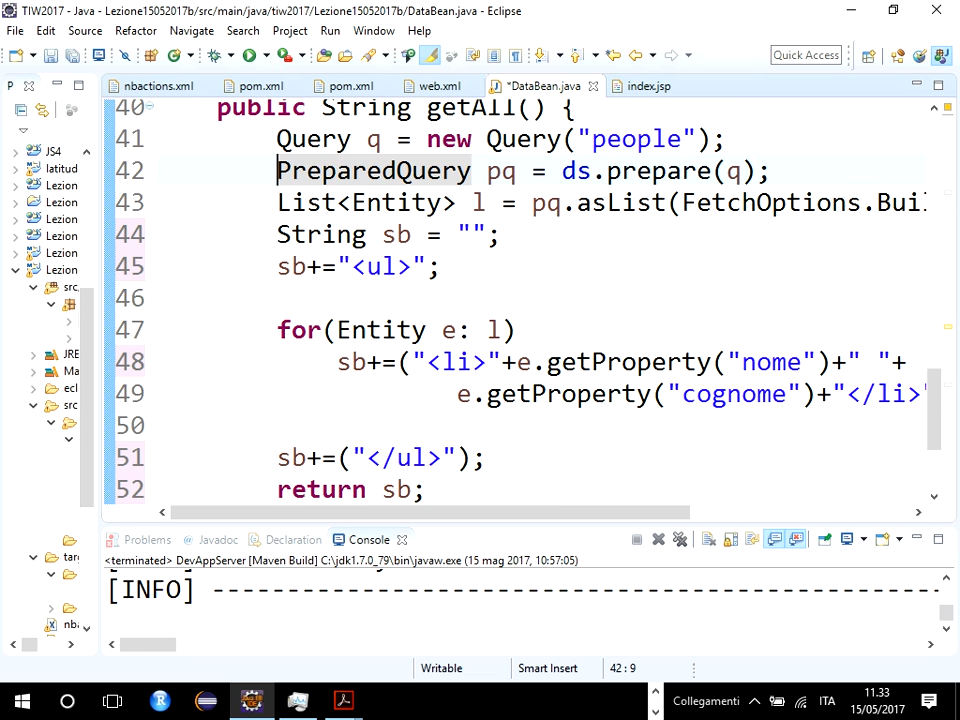 TIW2017 - Java - Lezione15052017b/src/main/java/tiw2017/Lezione15052017b/DataBean.java - Eclipse
File Edit Source Refactor Navigate Search Project Run Window Help
Quick Access
P
nbactions.xml pom.xml pom.xml web.xml *DataBean.java index.jsp
JS4
latitud
Lezion
Lezion
Lezion
Lezion
Lezion
Lezion
src,
JRE
Ma
ecl
src
tarç
nba
40 public String getAll() {
41 Query q = new Query("people");
42 PreparedQuery pq = ds.prepare(q);
43 List<Entity> l = pq.asList(FetchOptions.Bui
44 String sb = "";
45 sb+="<ul>";
46
47 for(Entity e: l)
48 sb+=("<li>"+e.getProperty("nome")+" "+
49 e.getProperty("cognome")+"</li>"
50
51 sb+=("</ul>");
52 return sb;
Problems @ Javadoc Declaration Console
<terminated> DevAppServer [Maven Build] C:\jdk1.7.0_79\bin\javaw.exe (15 mag 2017, 10:57:05)
[INFO] ------------------------------------------------
Writable Smart Insert 42 : 9
R Collegamenti ITA 11.33
15/05/2017